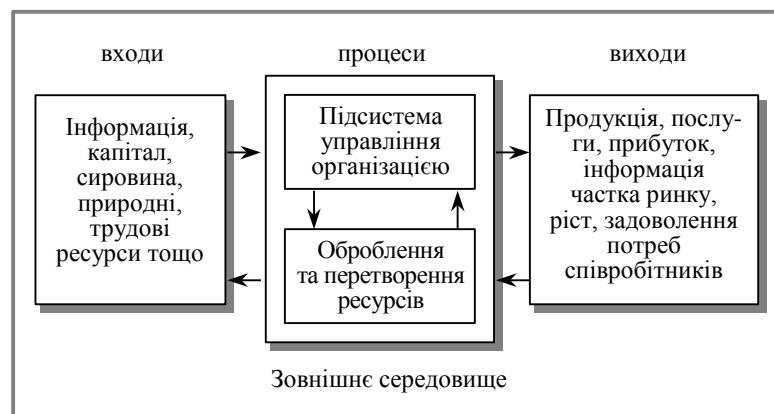 входи
процеси
виходи
Інформація,
капітал,
сировина,
природні,
трудові
ресурси тощо
Підсистема
управління
організацією
Оброблення
та перетворення
ресурсів
Продукція, послу-
ги, прибуток,
інформація
частка ринку,
ріст, задоволення
потреб
співробітників
Зовнішнє середовище